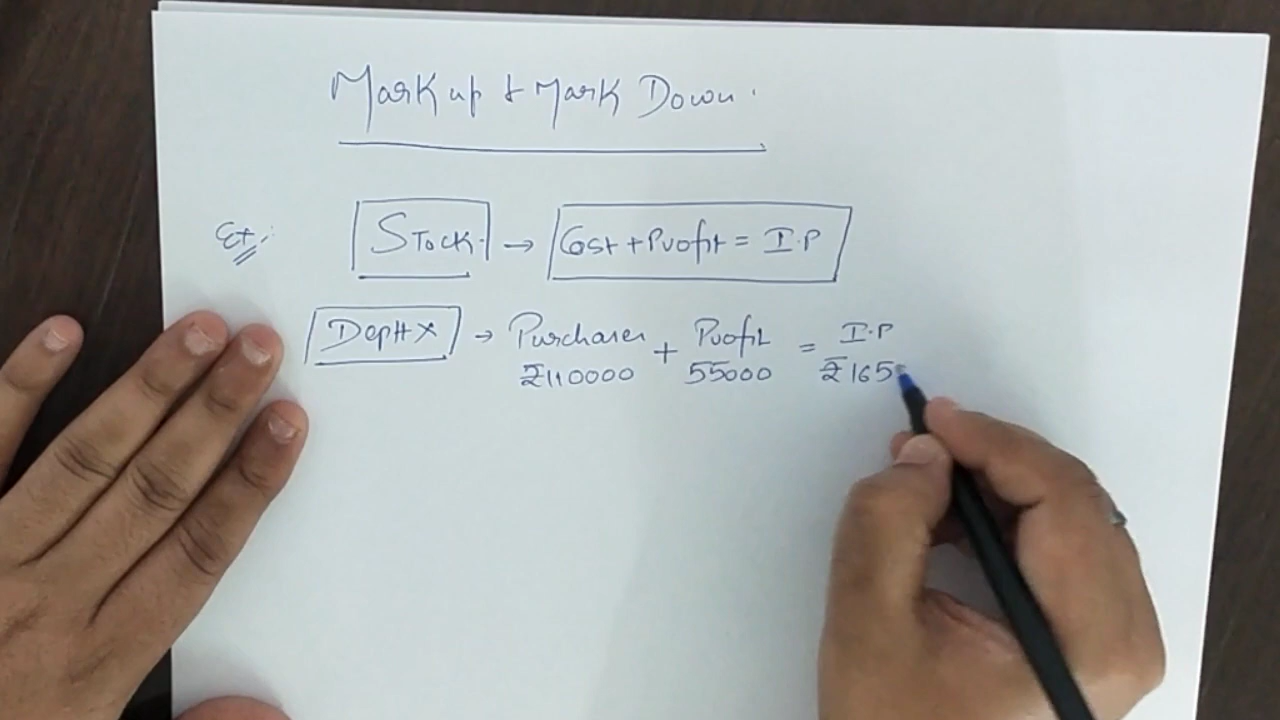 Mark up & Mark Down.
Ex:- Stock. → Cost + Profit = I.P
Dept X → Purchases + Profit = I.P
₹110000 55000 ₹165